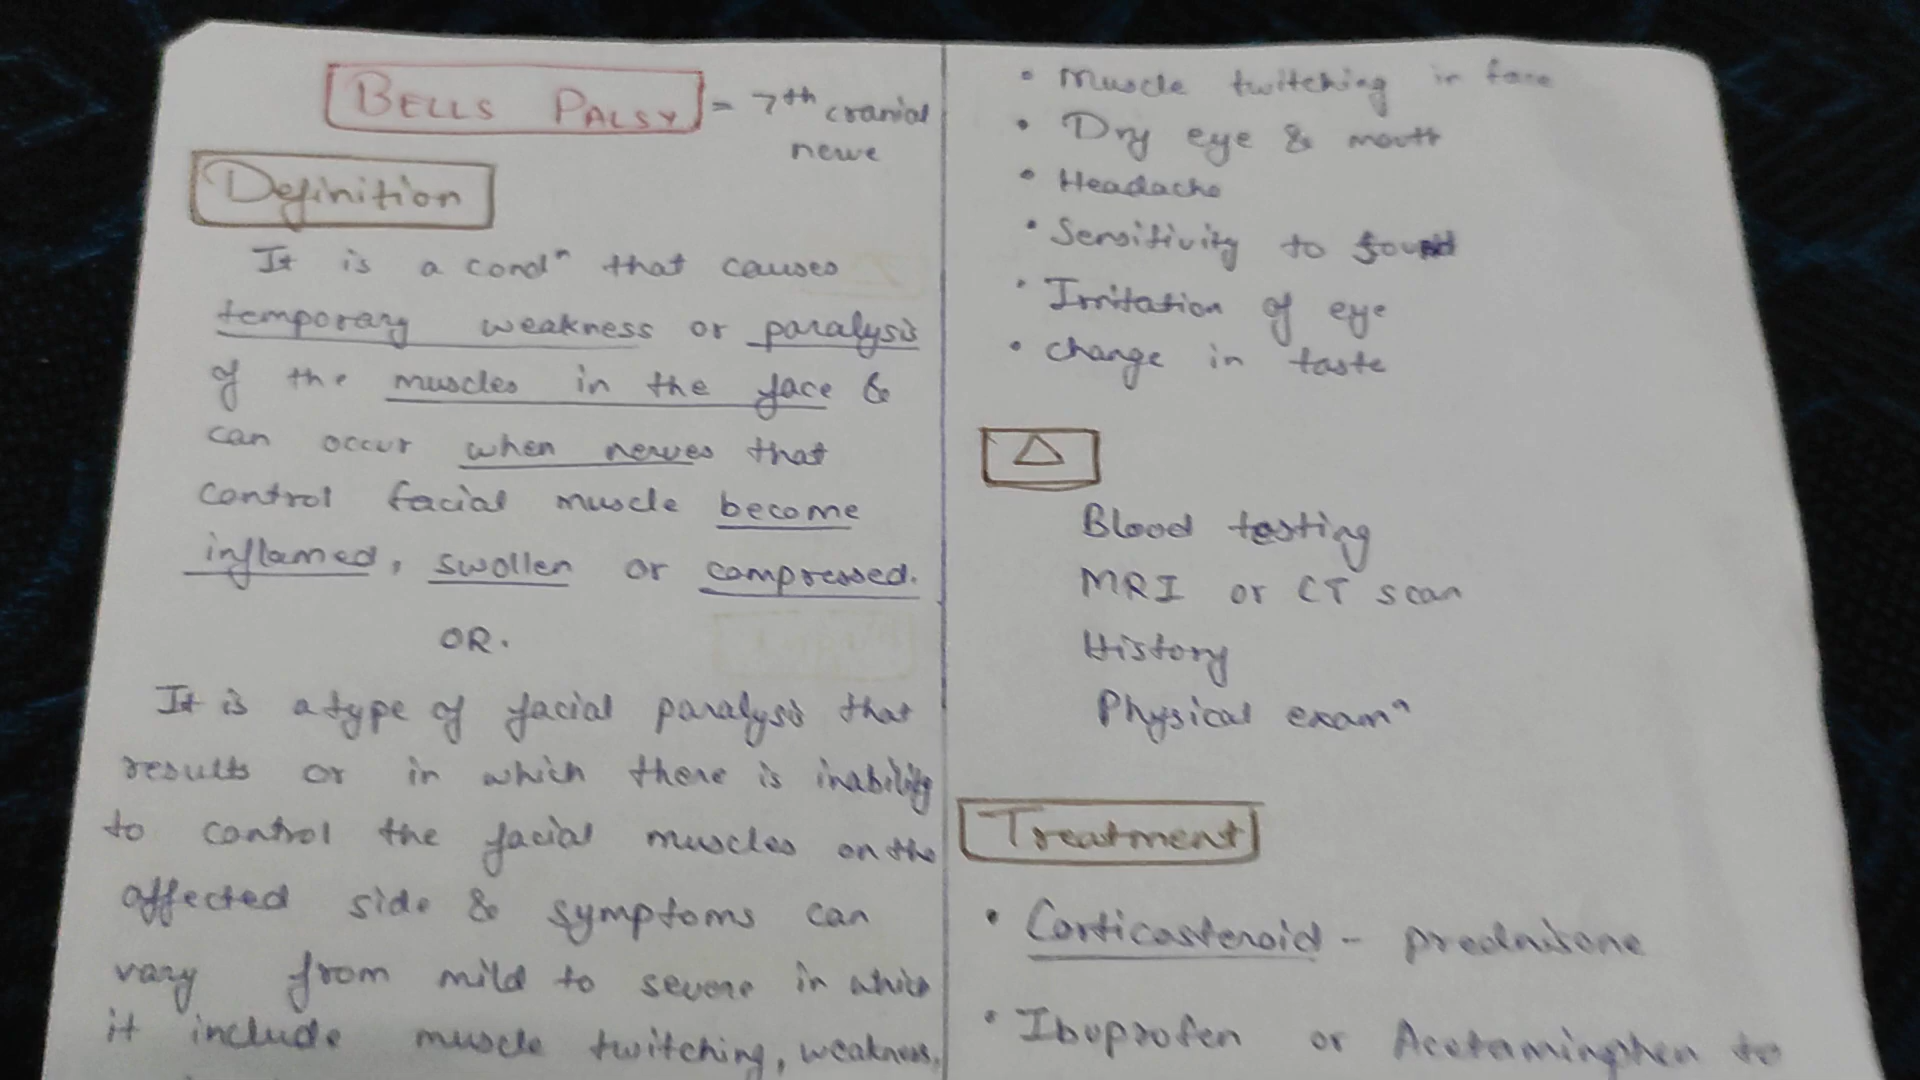 BELLS PALSY = 7th cranial
nerve
Definition
It is a condn that causes
temporary weakness or paralysis
of the muscles in the face &
can occur when nerves that
control facial muscle become
inflamed, swollen or compressed.
OR.
It is a type of facial paralysis that
results or in which there is inability
to control the facial muscles on the
affected side & symptoms can
vary from mild to severe in which
it include muscle twitching, weakness,
• Muscle twitching in face
• Dry eye & mouth
• Headache
• Sensitivity to sound
• Irritation of eye
• change in taste
△
Blood testing
MRI or CT scan
History
Physical examn
Treatment
• Corticosteroid - prednisone
• Ibuprofen or Acetaminophen to